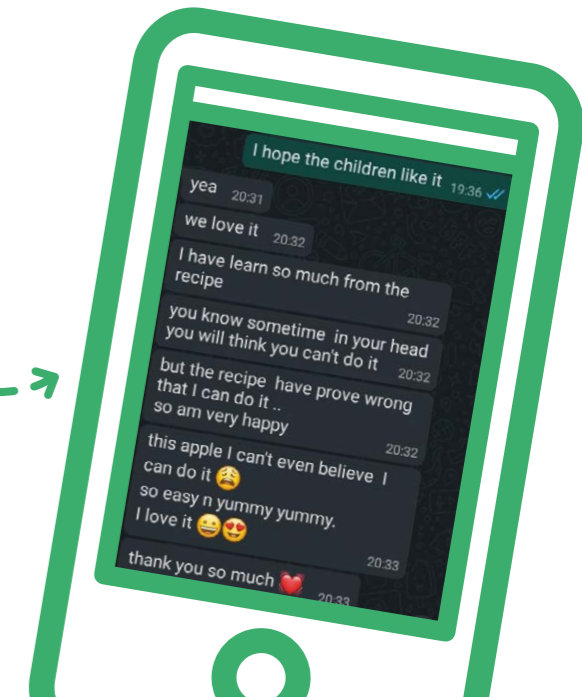 I hope the children like it 19:36
yea 20:31
we love it 20:32
I have learn so much from the
recipe
20:32
you know sometime in your head
you will think you can't do it 20:32
but the recipe have prove wrong
that I can do it ..
so am very happy
20:32
this apple I can't even believe I
can do it 😩
so easy n yummy yummy.
I love it 😀😍
20:33
thank you so much 💓 20:33